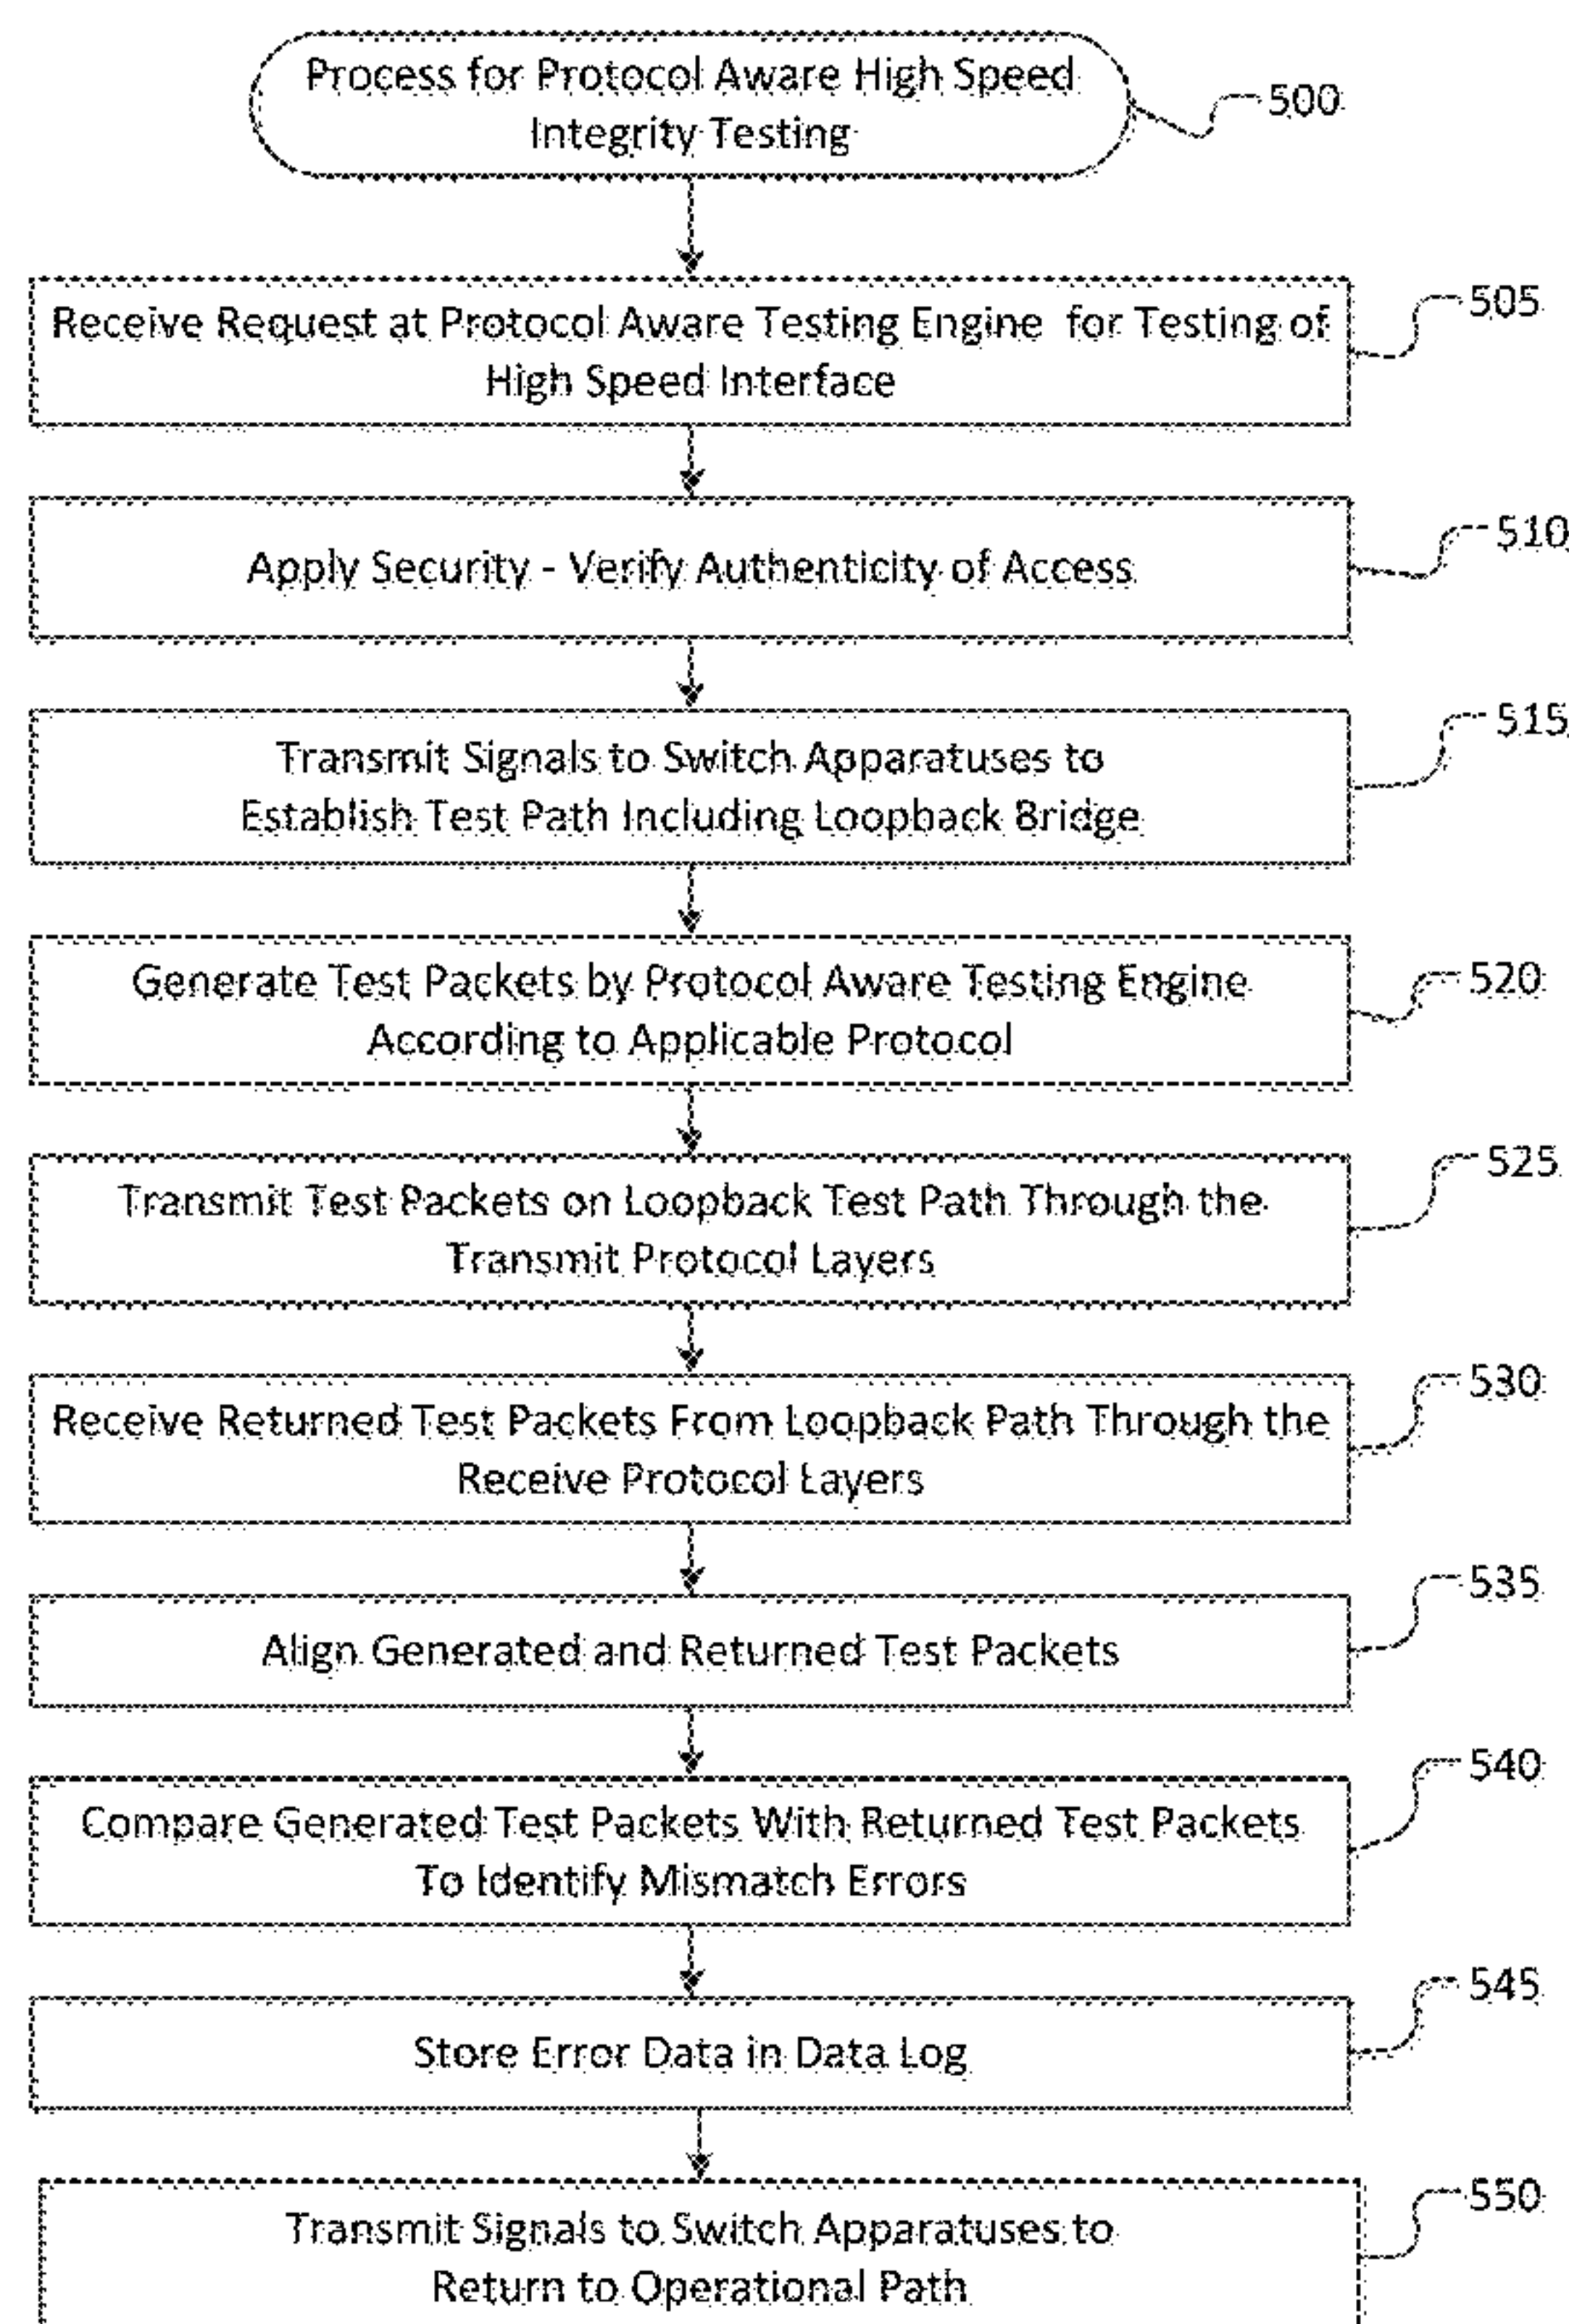 Process for Protocol Aware High Speed
Integrity Testing
500
Receive Request at Protocol Aware Testing Engine for Testing of
High Speed Interface
505
Apply Security - Verify Authenticity of Access
510
Transmit Signals to Switch Apparatuses to
Establish Test Path Including Loopback Bridge
515
Generate Test Packets by Protocol Aware Testing Engine
According to Applicable Protocol
520
Transmit Test Packets on Loopback Test Path Through the
Transmit Protocol Layers
525
Receive Returned Test Packets From Loopback Path Through the
Receive Protocol Layers
530
Align Generated and Returned Test Packets
535
Compare Generated Test Packets With Returned Test Packets
To Identify Mismatch Errors
540
Store Error Data in Data Log
545
Transmit Signals to Switch Apparatuses to
Return to Operational Path
550